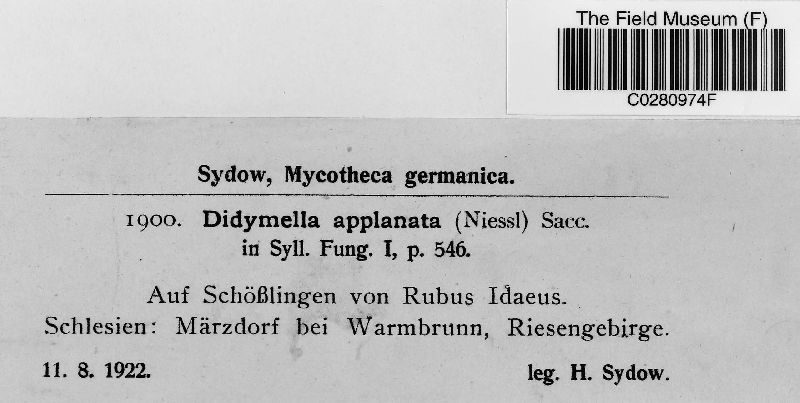 The Field Museum (F)
C0280974F
Sydow, Mycotheca germanica.
1900. Didymella applanata (Niessl) Sacc.
in Syll. Fung. I, p. 546.
Auf Schößlingen von Rubus Idaeus.
Schlesien: Märzdorf bei Warmbrunn, Riesengebirge.
11. 8. 1922. leg. H. Sydow.